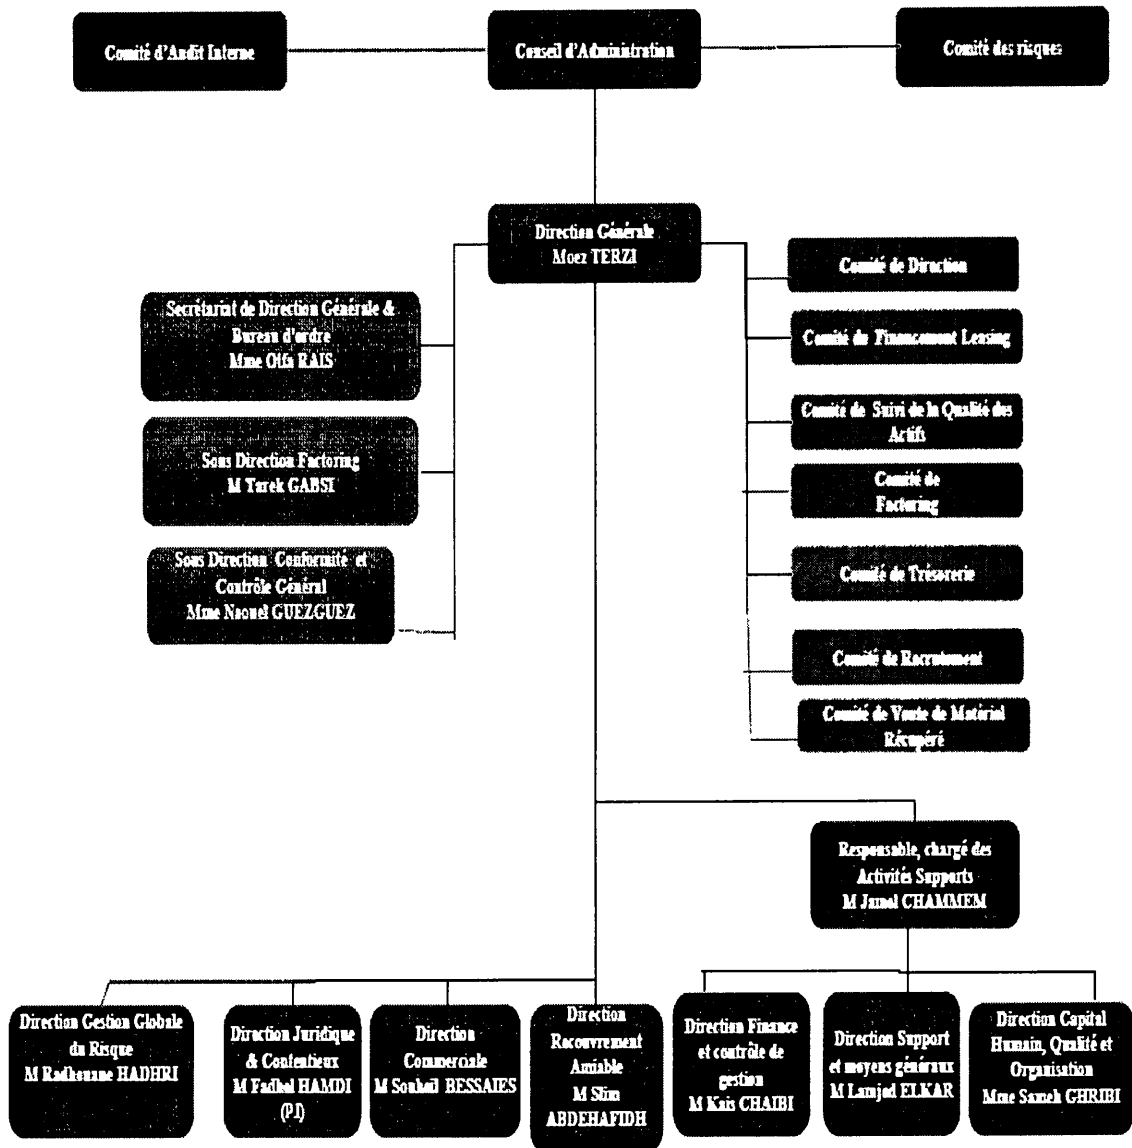 Comité d'Audit Interne
Conseil d'Administration
Comité des risques
Direction Générale
Moez TERZI
Secrétariat de Direction Générale &
Bureau d'ordre
Mme Olfa RAIS
Sous Direction Factoring
M Tarek GABSI
Sous Direction Conformité et
Contrôle Général
Mme Naouel GUEZGUEZ
Comité de Direction
Comité de Financement Leasing
Comité de Suivi de la Qualité des
Actifs
Comité de
Factoring
Comité de Trésorerie
Comité de Recrutement
Comité de Vente de Matériel
Récupéré
Responsable, chargé des
Activités Supports
M Jamel CHAMMEM
Direction Gestion Globale
du Risque
M Radhouane HADHRI
Direction Juridique
& Contentieux
M Fadhel HAMDI
(P.I)
Direction
Commerciale
M Souhail BESSAIES
Direction
Recouvrement
Amiable
M Slim
ABDEHAFIDH
Direction Finance
et contrôle de
gestion
M Kais CHAIBI
Direction Support
et moyens généraux
M Lamjed ELKAR
Direction Capital
Humain, Qualité et
Organisation
Mme Sameh GHRIBI